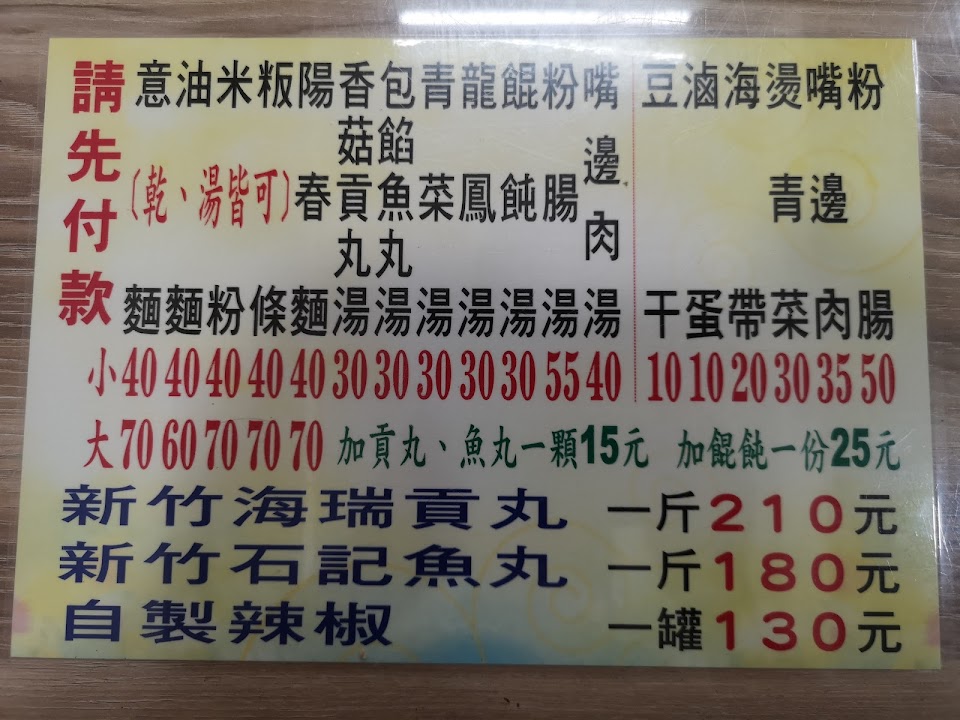 請先付款
意麵
油麵
米粉
粄條
(乾、湯皆可)
陽春麵
香菇貢丸湯
包餡魚丸湯
青菜湯
龍鳳湯
餛飩湯
粉腸湯
嘴邊肉湯
豆干
滷蛋
海帶
燙青菜
嘴邊肉
粉腸
小 40 40 40 40 40 30 30 30 30 30 55 40 10 10 20 30 35 50
大 70 60 70 70 70 加貢丸、魚丸一顆15元 加餛飩一份25元
新竹海瑞貢丸 一斤210元
新竹石記魚丸 一斤180元
自製辣椒 一罐130元